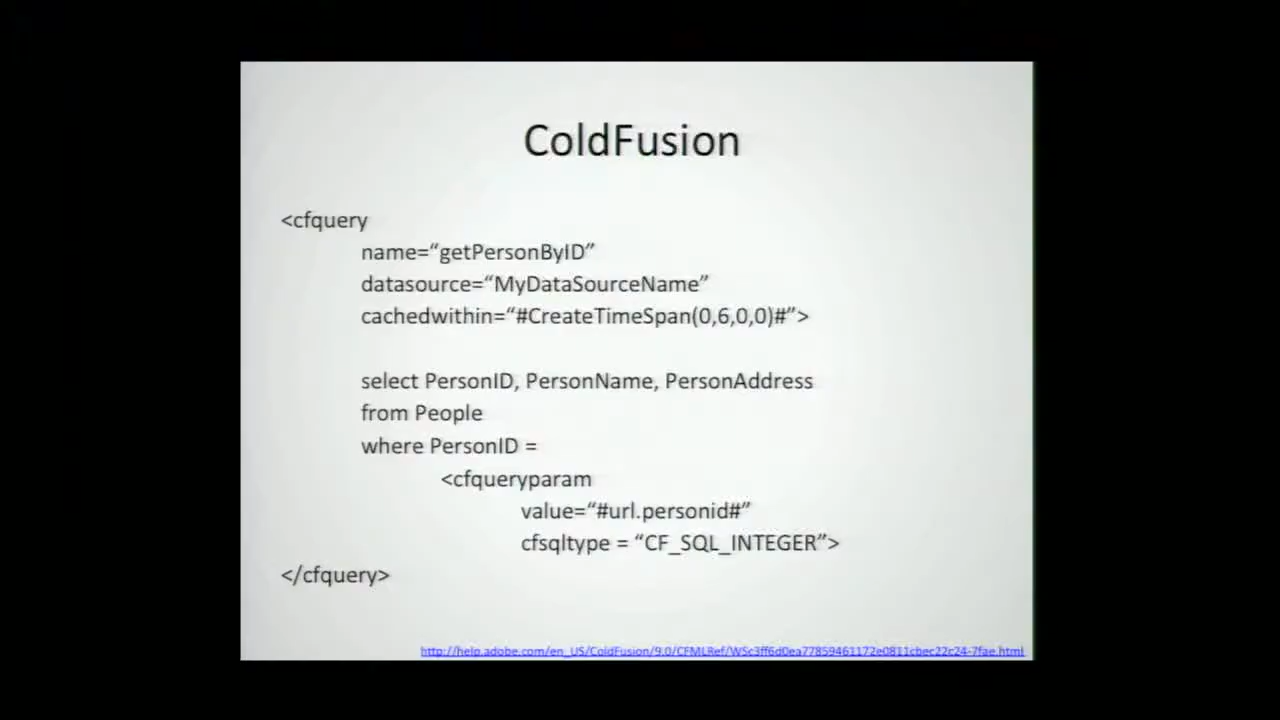 ColdFusion
<cfquery
name=“getPersonByID”
datasource=“MyDataSourceName”
cachedwithin=“#CreateTimeSpan(0,6,0,0)#”>
select PersonID, PersonName, PersonAddress
from People
where PersonID =
<cfqueryparam
value=“#url.personid#”
cfsqltype = “CF_SQL_INTEGER”>
</cfquery>
http://help.adobe.com/en_US/ColdFusion/9.0/CFMLRef/WSc3ff6d0ea77859461172e0811cbec22c24-7fae.html